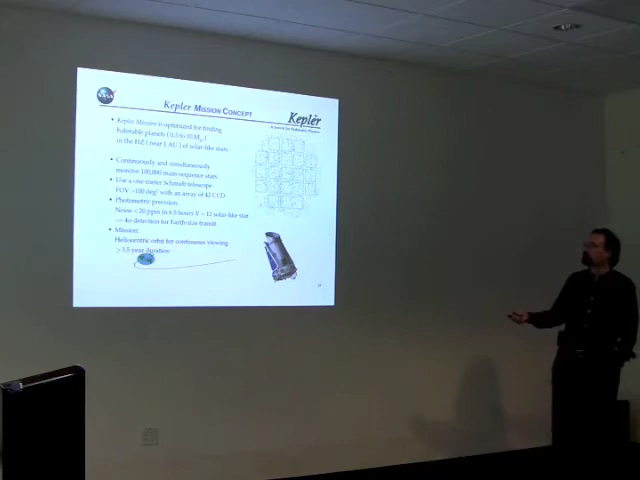 NASA
Kepler MISSION CONCEPT
Kepler
A Search for Habitable Planets
• Kepler Mission is optimized for finding
habitable planets ( 0.5 to 10 M⊕ )
in the HZ ( near 1 AU ) of solar-like stars
• Continuously and simultaneously
monitor 100,000 main-sequence stars
• Use a one-meter Schmidt telescope
FOV >100 deg² with an array of 42 CCD
• Photometric precision:
Noise < 20 ppm in 6.5 hours V = 12 solar-like star
=> 4σ detection for Earth-size transit
• Mission:
Heliocentric orbit for continuous viewing
> 3.5 year duration